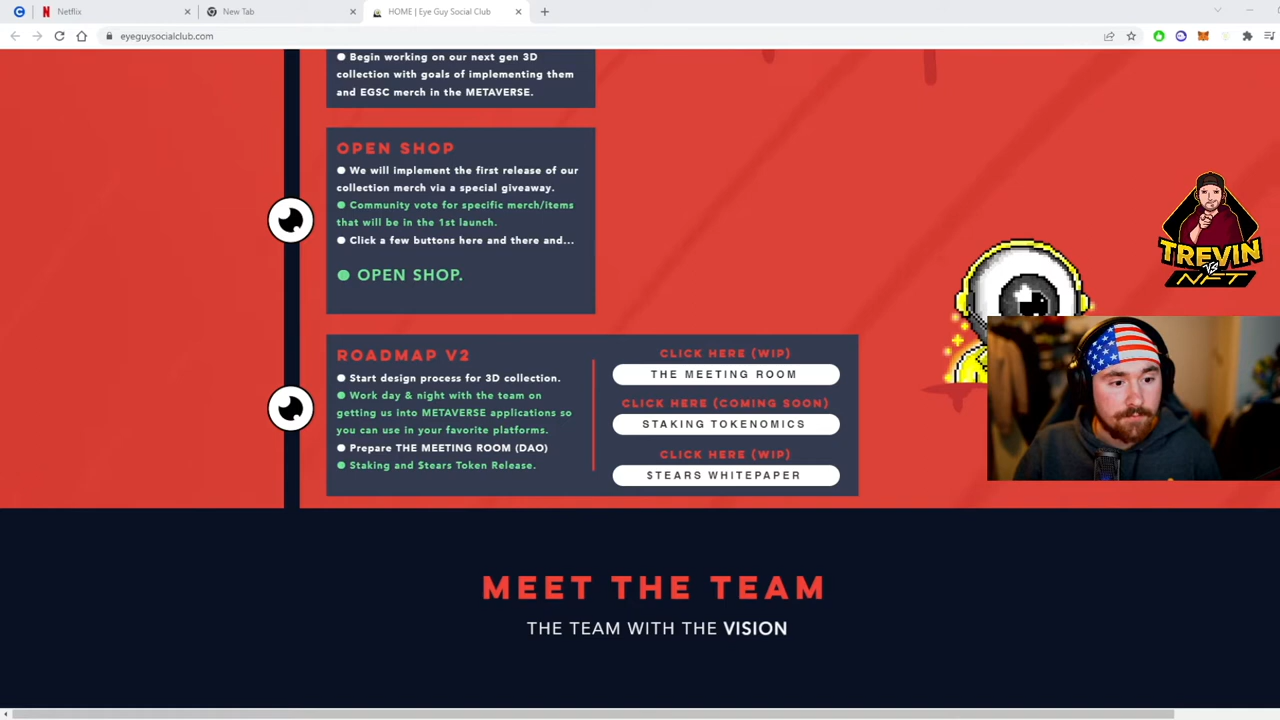 Netflix
New Tab
HOME | Eye Guy Social Club
eyeguysocialclub.com
Begin working on our next gen 3D
collection with goals of implementing them
and EGSC merch in the METAVERSE.
OPEN SHOP
We will implement the first release of our
collection merch via a special giveaway.
Community vote for specific merch/items
that will be in the 1st launch.
Click a few buttons here and there and...
OPEN SHOP.
ROADMAP V2
Start design process for 3D collection.
Work day & night with the team on
getting us into METAVERSE applications so
you can use in your favorite platforms.
Prepare THE MEETING ROOM (DAO)
Staking and Stears Token Release.
CLICK HERE (WIP)
THE MEETING ROOM
CLICK HERE (COMING SOON)
STAKING TOKENOMICS
CLICK HERE (WIP)
STEARS WHITEPAPER
TREVIN
VS
NFT
MEET THE TEAM
THE TEAM WITH THE VISION